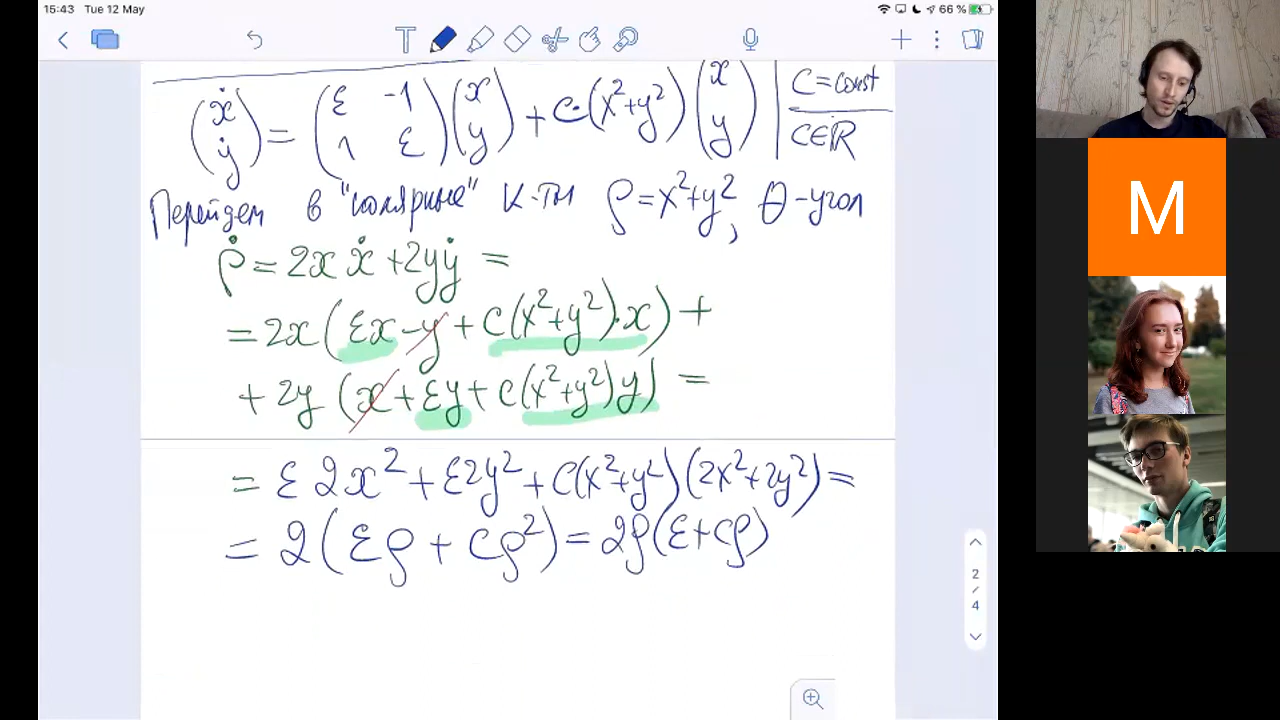 15:43 Tue 12 May 66 %
(ẋ ẏ) = (ε -1 1 ε)(x y) + c·(x²+y²)(x y) | C=const
C∈ℝ
Перейдем в "полярные" к-ты ρ=x²+y², θ-угол
ρ̇ = 2xẋ + 2yẏ =
= 2x(εx - y + c(x²+y²)·x) +
+ 2y(x + εy + c(x²+y²)y) =
= ε2x² + ε2y² + c(x²+y²)(2x²+2y²) =
= 2(ερ + cρ²) = 2ρ(ε+cρ)
2
/
4
M